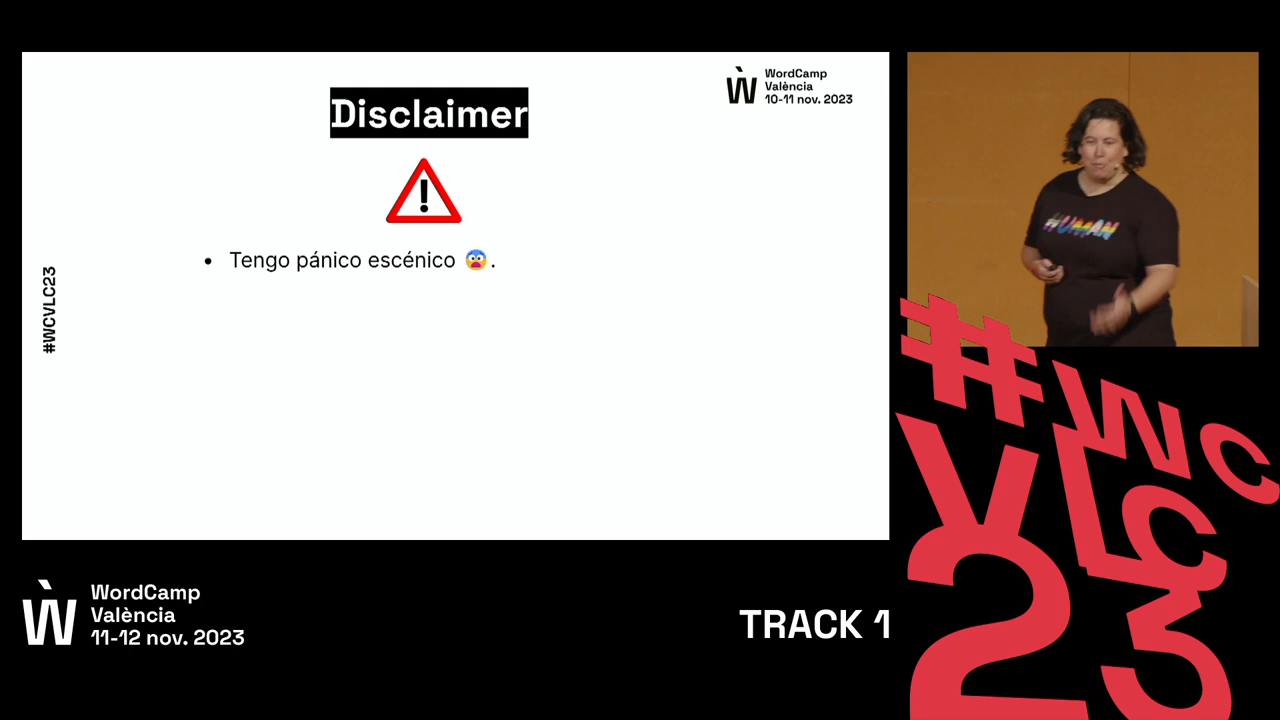 Disclaimer
WordCamp
València
10-11 nov. 2023
!
• Tengo pánico escénico 😨.
#WCVLC23
#UMAN
#WC
VLC
23
WordCamp
València
11-12 nov. 2023
TRACK 1